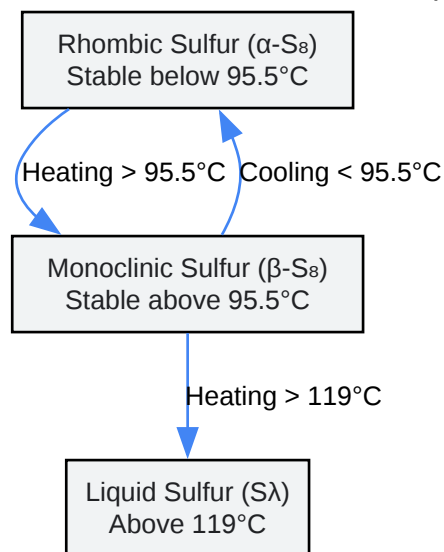 Rhombic Sulfur (α-S₈)
Stable below 95.5°C
Heating > 95.5°C
Cooling < 95.5°C
Monoclinic Sulfur (β-S₈)
Stable above 95.5°C
Heating > 119°C
Liquid Sulfur (Sλ)
Above 119°C